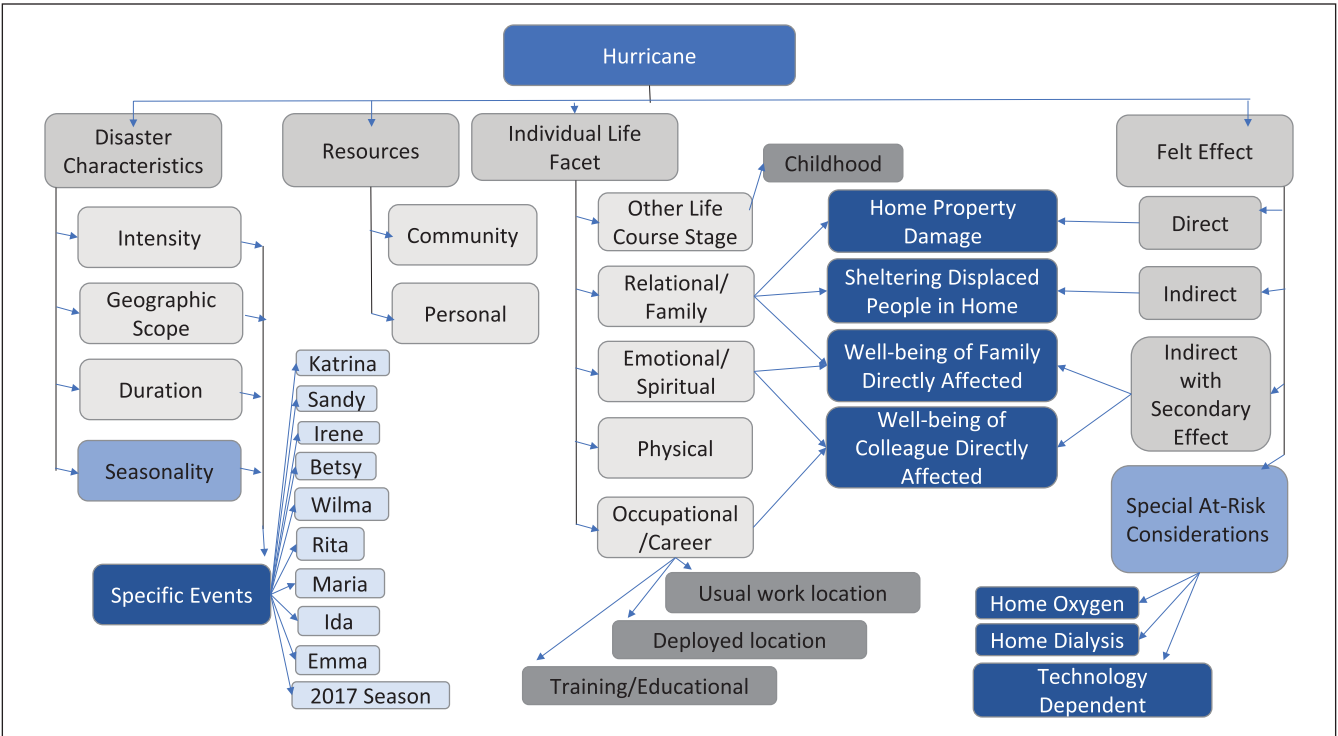 Hurricane
Disaster
Characteristics
Resources
Individual Life
Facet
Felt Effect
Intensity
Geographic
Scope
Duration
Seasonality
Specific Events
Katrina
Sandy
Irene
Betsy
Wilma
Rita
Maria
Ida
Emma
2017 Season
Community
Personal
Childhood
Other Life
Course Stage
Relational/
Family
Emotional/
Spiritual
Physical
Occupational
/Career
Usual work location
Deployed location
Training/Educational
Home Property
Damage
Sheltering Displaced
People in Home
Well-being of Family
Directly Affected
Well-being of
Colleague Directly
Affected
Direct
Indirect
Indirect
with
Secondary
Effect
Special At-Risk
Considerations
Home Oxygen
Home Dialysis
Technology
Dependent